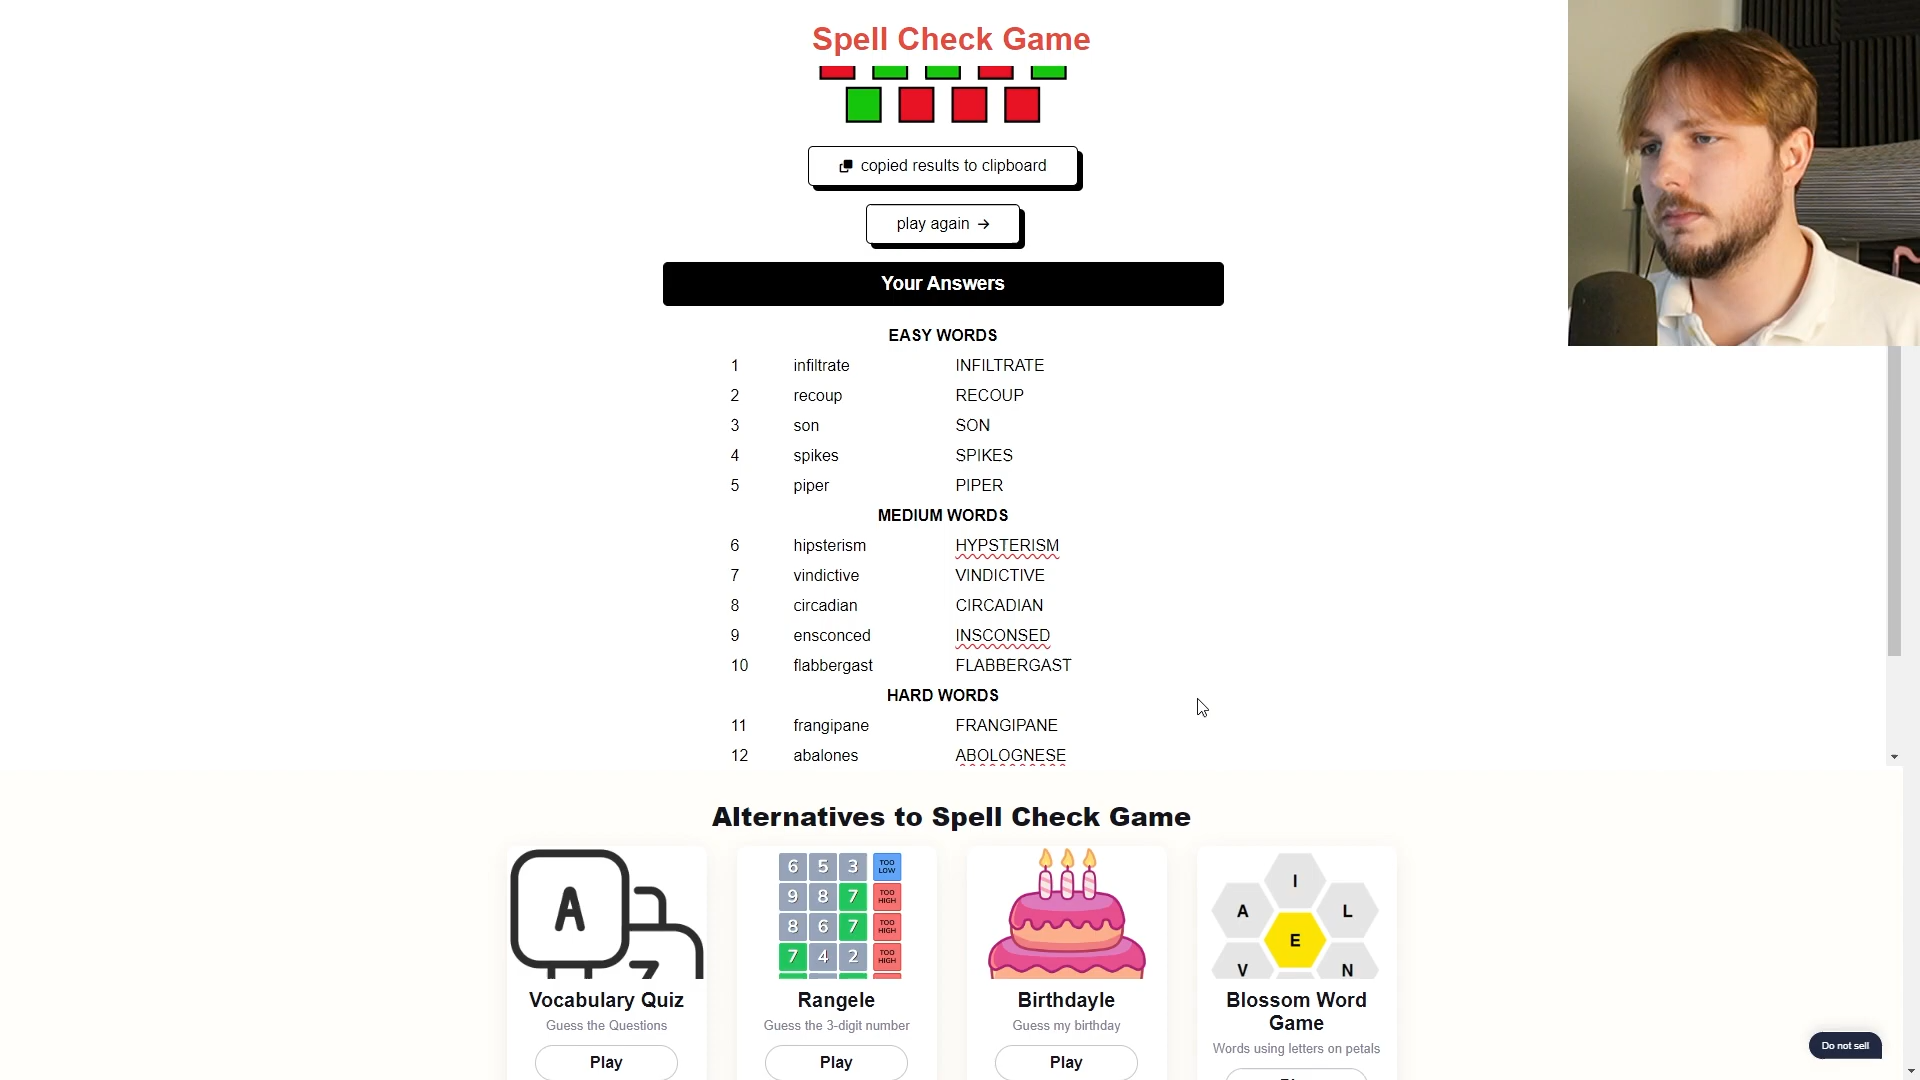 Spell Check Game
copied results to clipboard
play again →
Your Answers
EASY WORDS
1 infiltrate INFILTRATE
2 recoup RECOUP
3 son SON
4 spikes SPIKES
5 piper PIPER
MEDIUM WORDS
6 hipsterism HYPSTERISM
7 vindictive VINDICTIVE
8 circadian CIRCADIAN
9 ensconced INSCONSED
10 flabbergast FLABBERGAST
HARD WORDS
11 frangipane FRANGIPANE
12 abalones ABOLOGNESE
Alternatives to Spell Check Game
A
6 5 3 TOO LOW
9 8 7 TOO HIGH
8 6 7 TOO HIGH
7 4 2 TOO HIGH
I
A L
E
V N
Vocabulary Quiz
Guess the Questions
Play
Rangele
Guess the 3-digit number
Play
Birthdayle
Guess my birthday
Play
Blossom Word
Game
Words using letters on petals
Do not sell